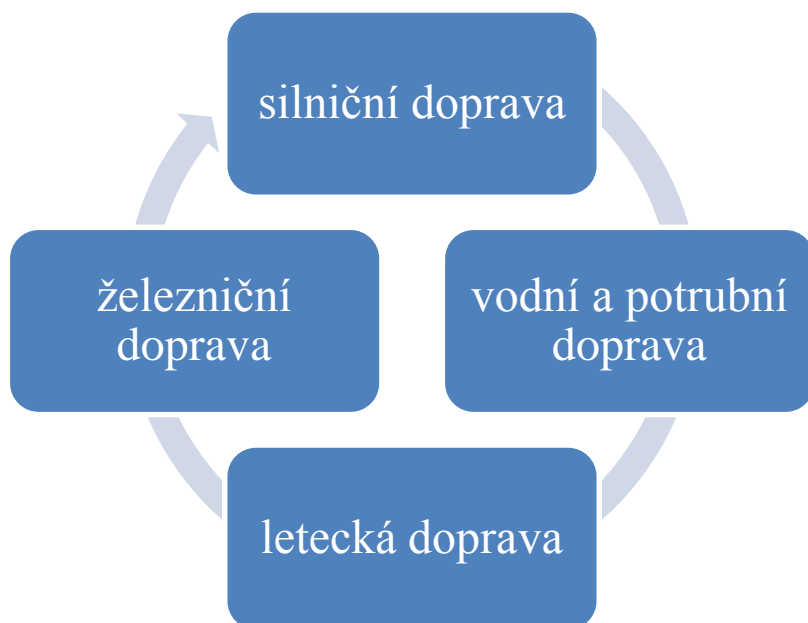 silniční doprava
železniční
doprava
vodní a potrubní
doprava
letecká doprava